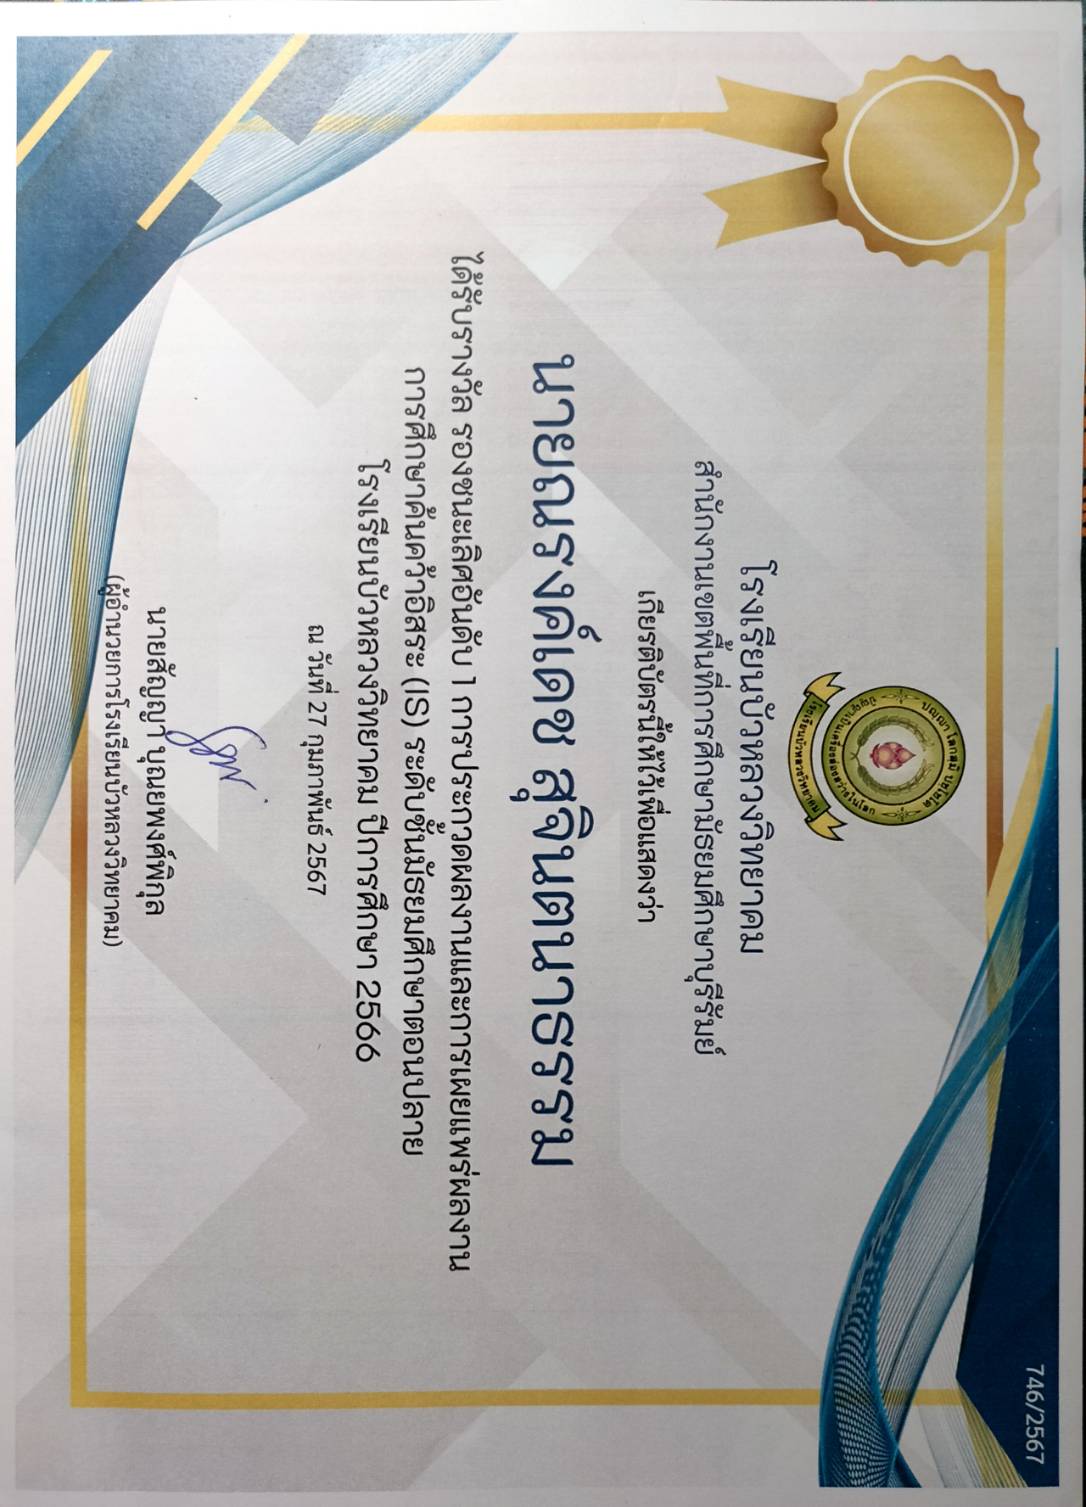 746/2567
ปญฺญา โลกสฺมิ ปชฺโชโต
ปัญญาเป็นเครื่องส่องสว่างในโลก
โรงเรียนบัวหลวงวิทยาคม
โรงเรียนบัวหลวงวิทยาคม
สำนักงานเขตพื้นที่การศึกษามัธยมศึกษาบุรีรัมย์
เกียรติบัตรนี้ให้ไว้เพื่อแสดงว่า
นายณรงค์เดช สุจินตนาธรรม
ได้รับรางวัล รองชนะเลิศอันดับ 1 การประกวดผลงานและการเผยแพร่ผลงาน
การศึกษาค้นคว้าอิสระ (IS) ระดับชั้นมัธยมศึกษาตอนปลาย
โรงเรียนบัวหลวงวิทยาคม ปีการศึกษา 2566
ณ วันที่ 27 กุมภาพันธ์ 2567
นายสัญญา บุณยพงศ์พิกุล
(ผู้อำนวยการโรงเรียนบัวหลวงวิทยาคม)